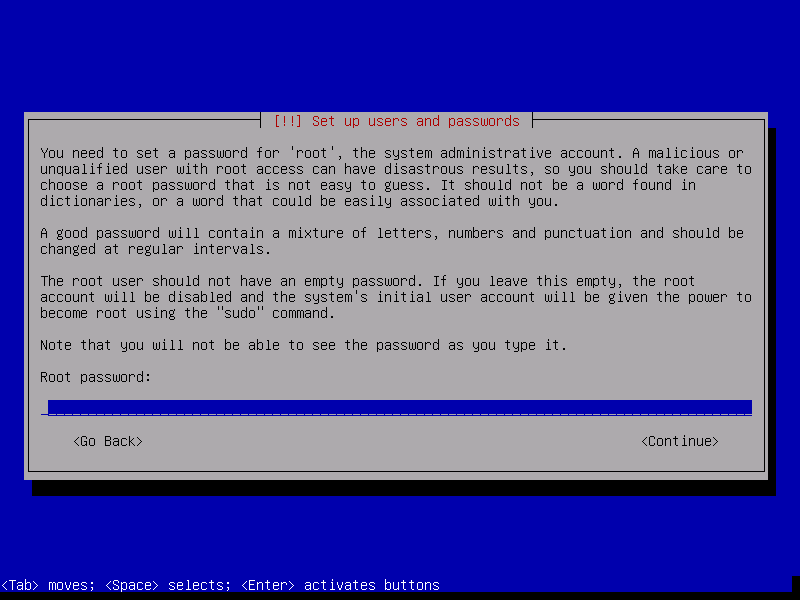 [!!] Set up users and passwords
You need to set a password for 'root', the system administrative account. A malicious or
unqualified user with root access can have disastrous results, so you should take care to
choose a root password that is not easy to guess. It should not be a word found in
dictionaries, or a word that could be easily associated with you.
A good password will contain a mixture of letters, numbers and punctuation and should be
changed at regular intervals.
The root user should not have an empty password. If you leave this empty, the root
account will be disabled and the system's initial user account will be given the power to
become root using the "sudo" command.
Note that you will not be able to see the password as you type it.
Root password:
<Go Back> <Continue>
<Tab> moves; <Space> selects; <Enter> activates buttons